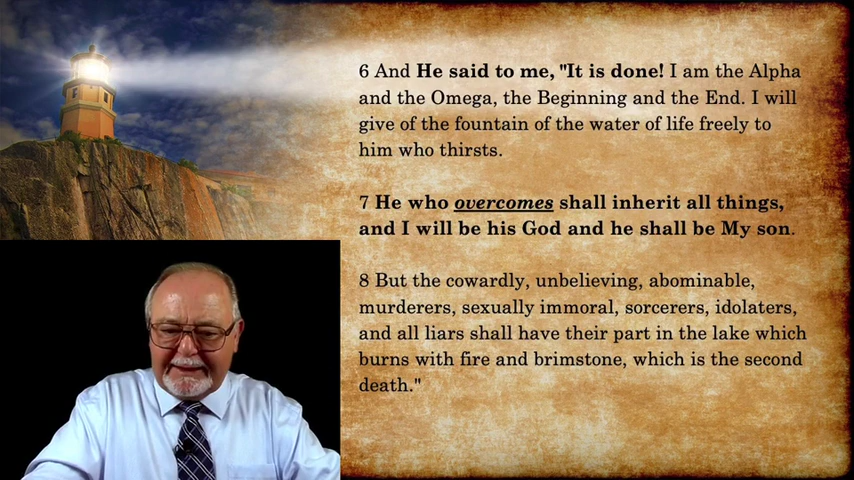 6 And He said to me, "It is done! I am the Alpha
and the Omega, the Beginning and the End. I will
give of the fountain of the water of life freely to
him who thirsts.
7 He who overcomes shall inherit all things,
and I will be his God and he shall be My son.
8 But the cowardly, unbelieving, abominable,
murderers, sexually immoral, sorcerers, idolaters,
and all liars shall have their part in the lake which
burns with fire and brimstone, which is the second
death."